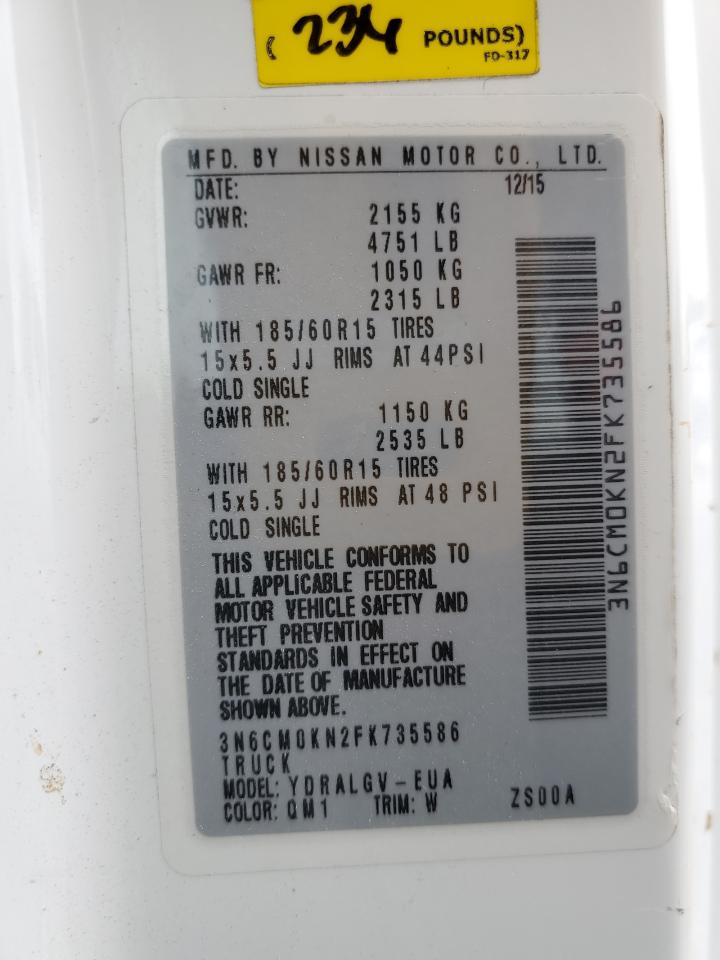 ( 234 POUNDS)
FD-317
MFD. BY NISSAN MOTOR CO., LTD.
DATE: 12/15
GVWR: 2155 KG
4751 LB
GAWR FR: 1050 KG
2315 LB
WITH 185/60R15 TIRES
15x5.5 JJ RIMS AT 44PSI
COLD SINGLE
GAWR RR: 1150 KG
2535 LB
WITH 185/60R15 TIRES
15x5.5 JJ RIMS AT 48 PSI
COLD SINGLE
THIS VEHICLE CONFORMS TO
ALL APPLICABLE FEDERAL
MOTOR VEHICLE SAFETY AND
THEFT PREVENTION
STANDARDS IN EFFECT ON
THE DATE OF MANUFACTURE
SHOWN ABOVE.
3N6CM0KN2FK735586
TRUCK
MODEL: YDRALGV-EUA
COLOR: QM1 TRIM: W ZS00A
3N6CM0KN2FK735586